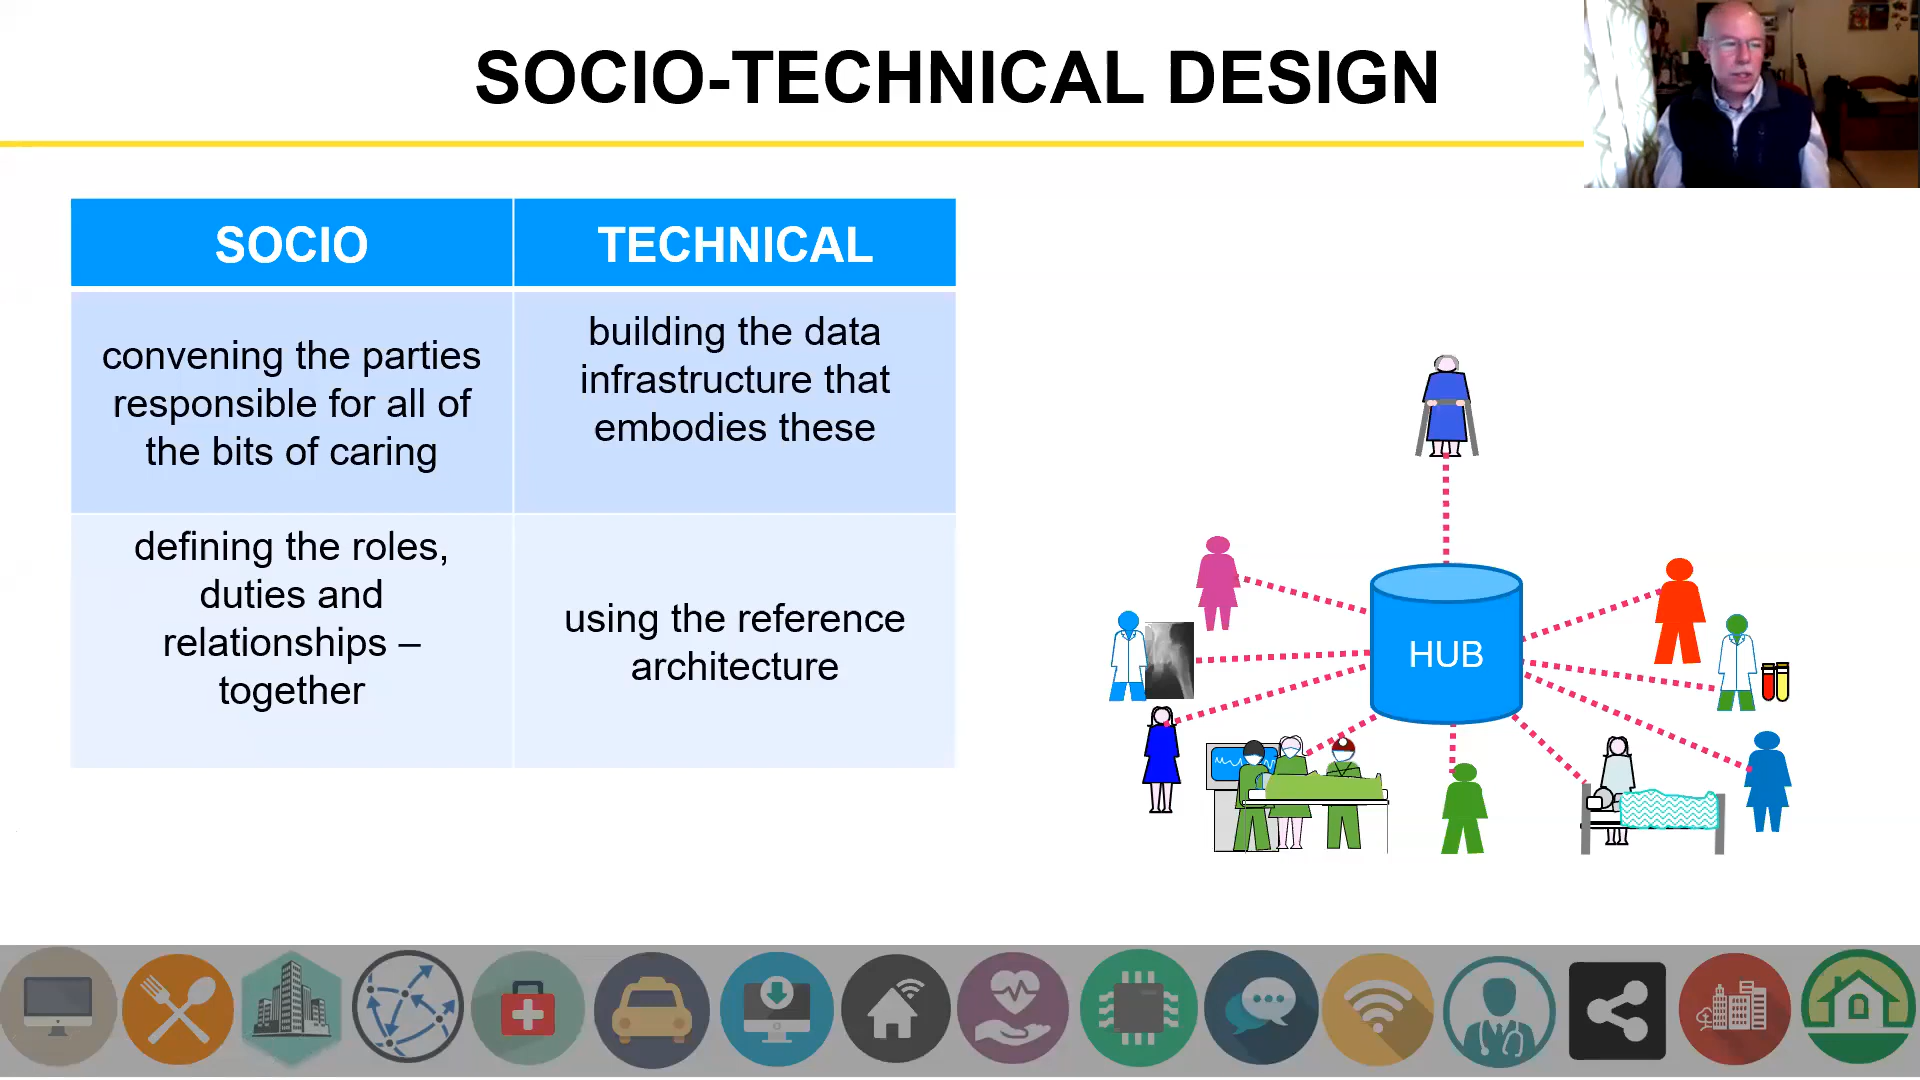 SOCIO-TECHNICAL DESIGN
SOCIO
TECHNICAL
convening the parties
responsible for all of
the bits of caring
building the data
infrastructure that
embodies these
defining the roles,
duties and
relationships –
together
using the reference
architecture
HUB